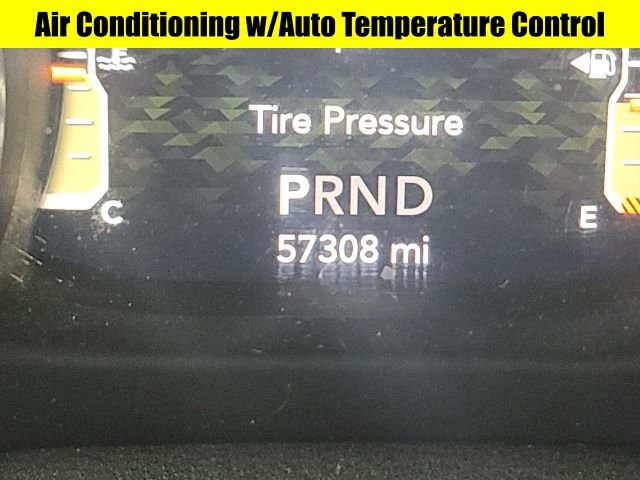 Air Conditioning w/Auto Temperature Control
Tire Pressure
PRND
C
E
57308 mi